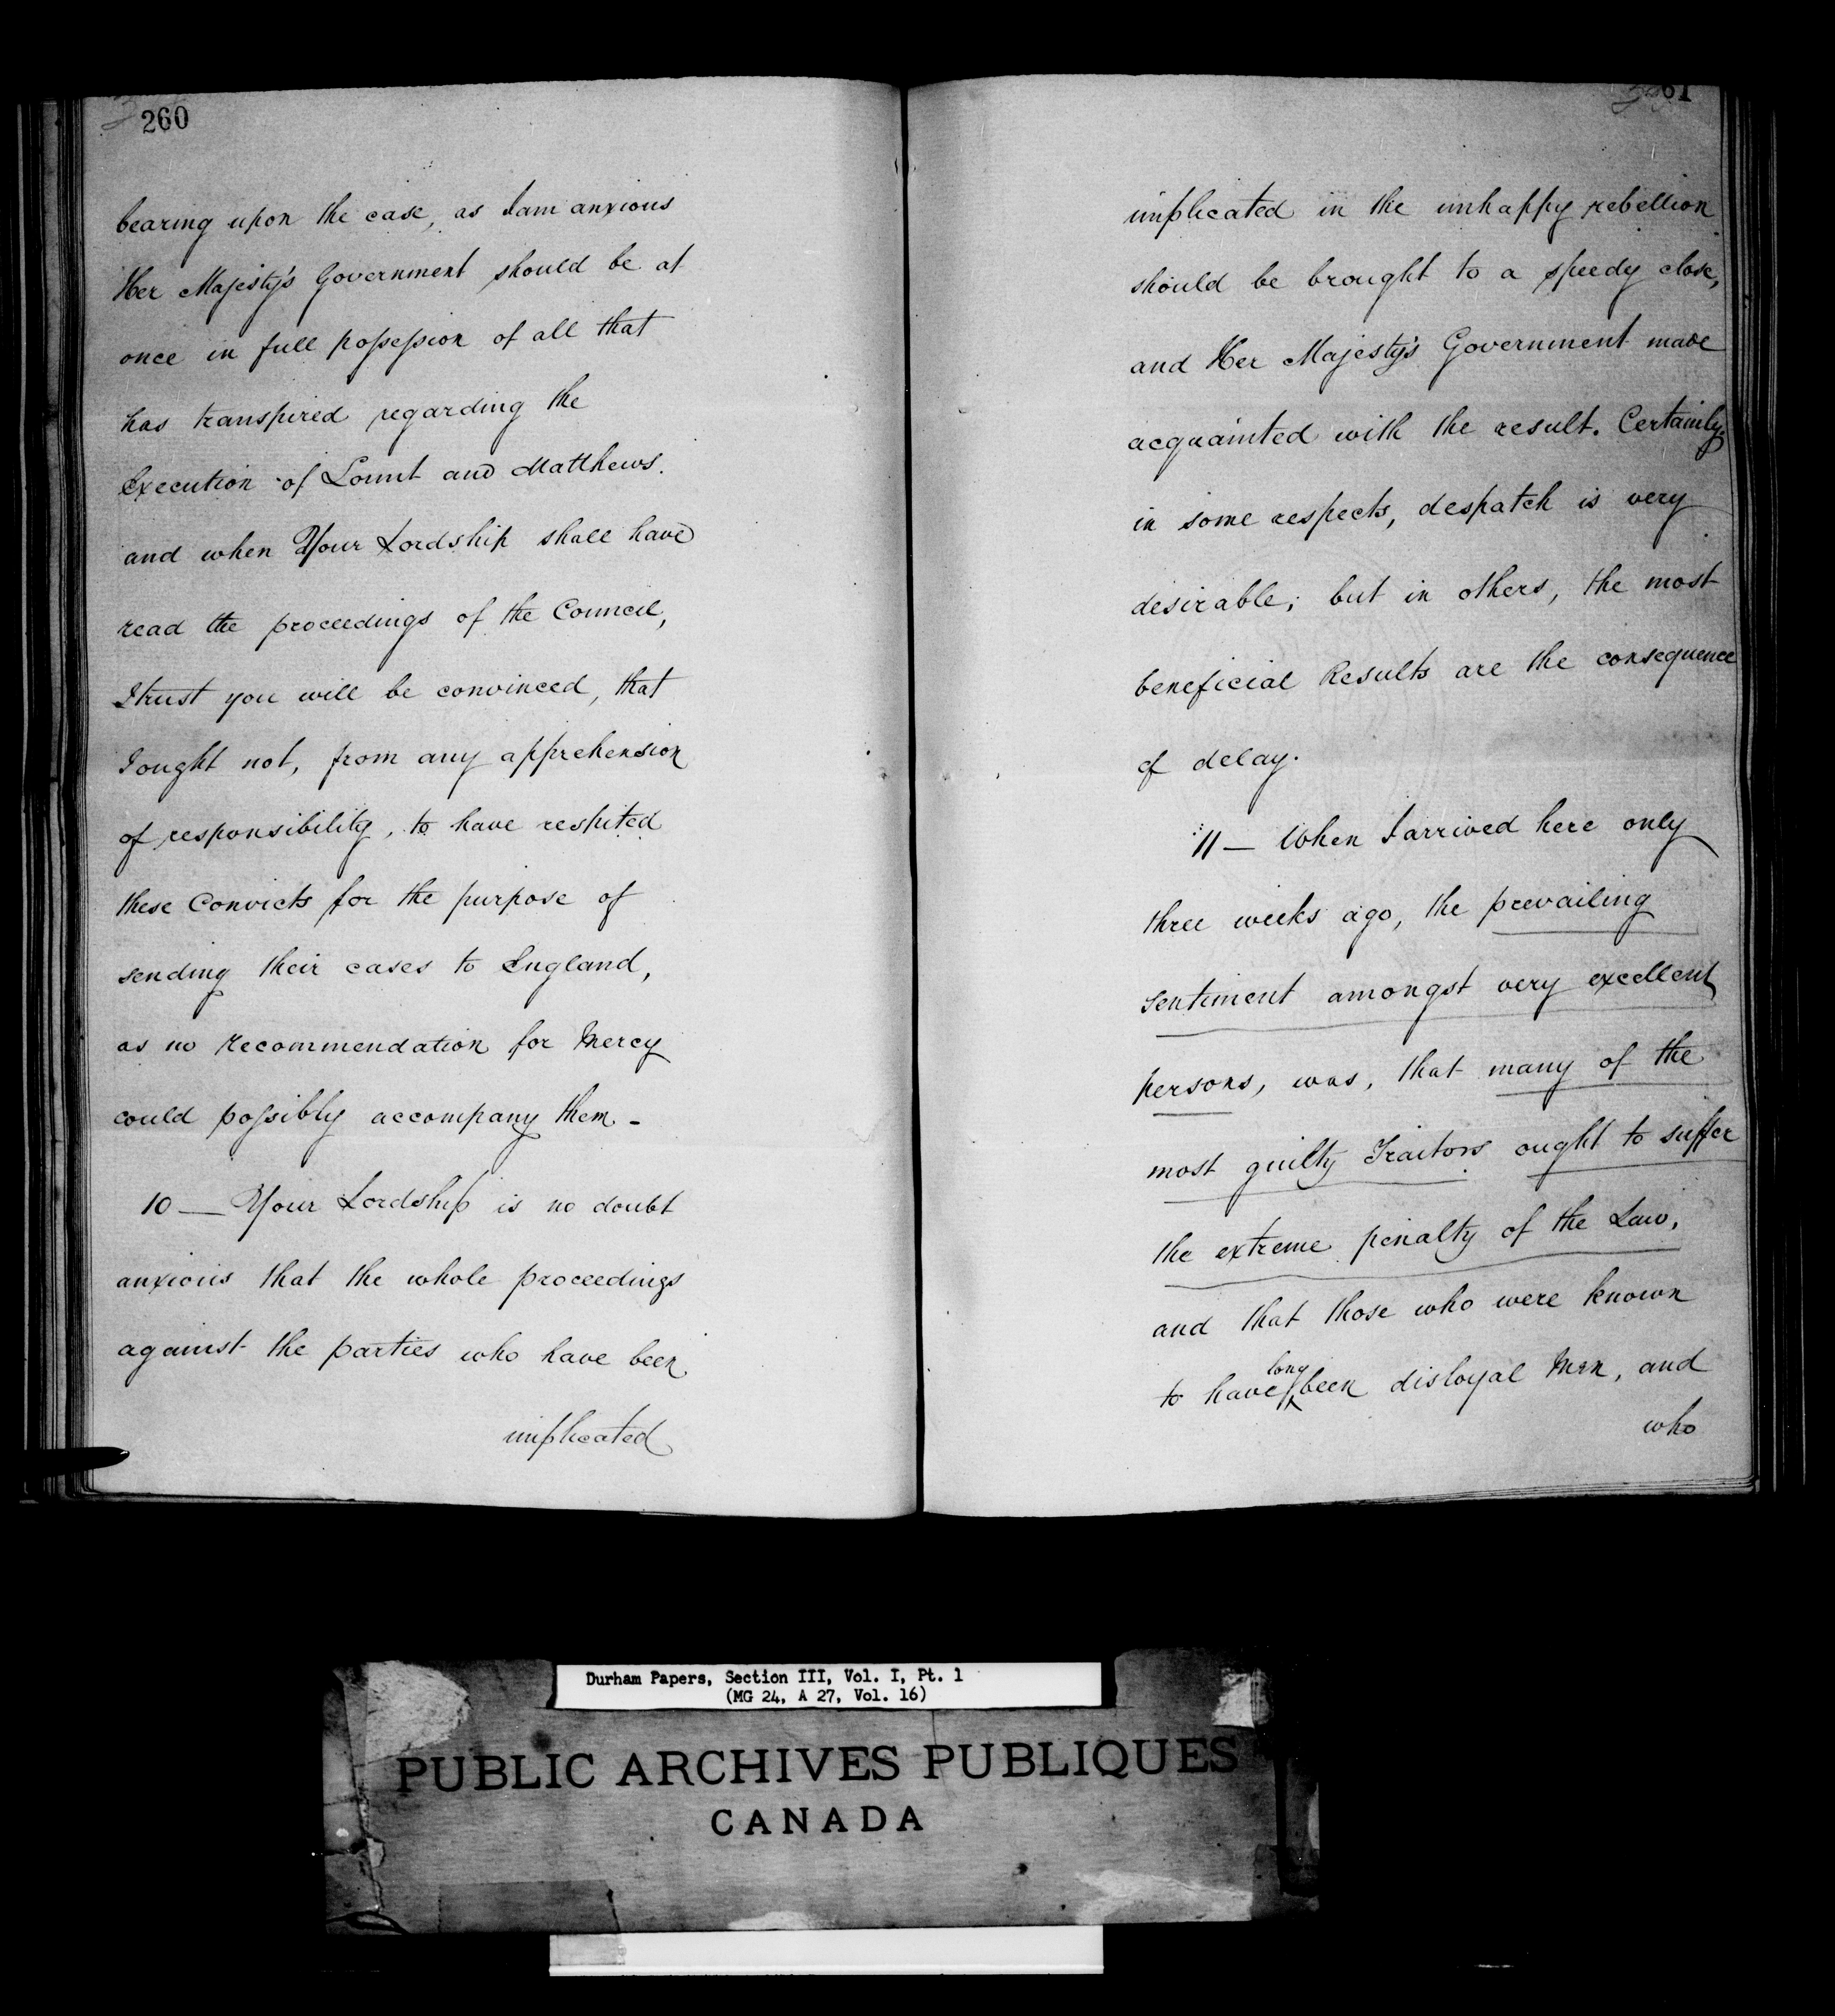 260
bearing upon the case, as I am anxious
Her Majesty's Government should be at
once in full possession of all that
has transpired regarding the
Execution of Lount and Matthews.
and when Your Lordship shall have
read the proceedings of the Council,
I trust you will be convinced, that
I ought not, from any apprehension
of responsibility, to have respited
these Convicts for the purpose of
sending their cases to England,
as no recommendation for Mercy
could possibly accompany them -
10 — Your Lordship is no doubt
anxious that the whole proceedings
against the parties who have been
implicated
61
implicated in the unhappy rebellion
should be brought to a speedy close,
and Her Majesty's Government made
acquainted with the result. Certainly,
in some respects, despatch is very
desirable; but in others, the most
beneficial Results are the consequence
of delay.
11 — When I arrived here only
three weeks ago, the prevailing
sentiment amongst very excellent
persons, was, that many of the
most guilty Traitors ought to suffer
the extreme penalty of the Law,
and that those who were known
to have long been disloyal Men, and
who
Durham Papers, Section III, Vol. I, Pt. 1
(MG 24, A 27, Vol. 16)
PUBLIC ARCHIVES PUBLIQUES
CANADA